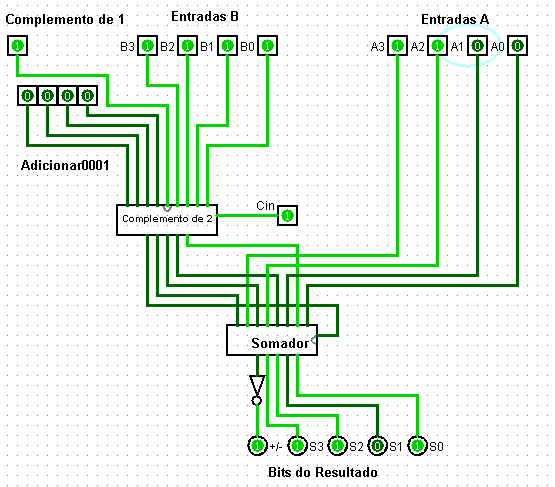 Complemento de 1 Entradas B Entradas A
1 B3 1 B2 1 B1 1 B0 1 A3 1 A2 1 A1 0 A0 0
0 0 0 0
Adicionar0001
Cin 1
Complemento de 2
Somador
1 +/- 1 S3 1 S2 0 S1 1 S0
Bits do Resultado